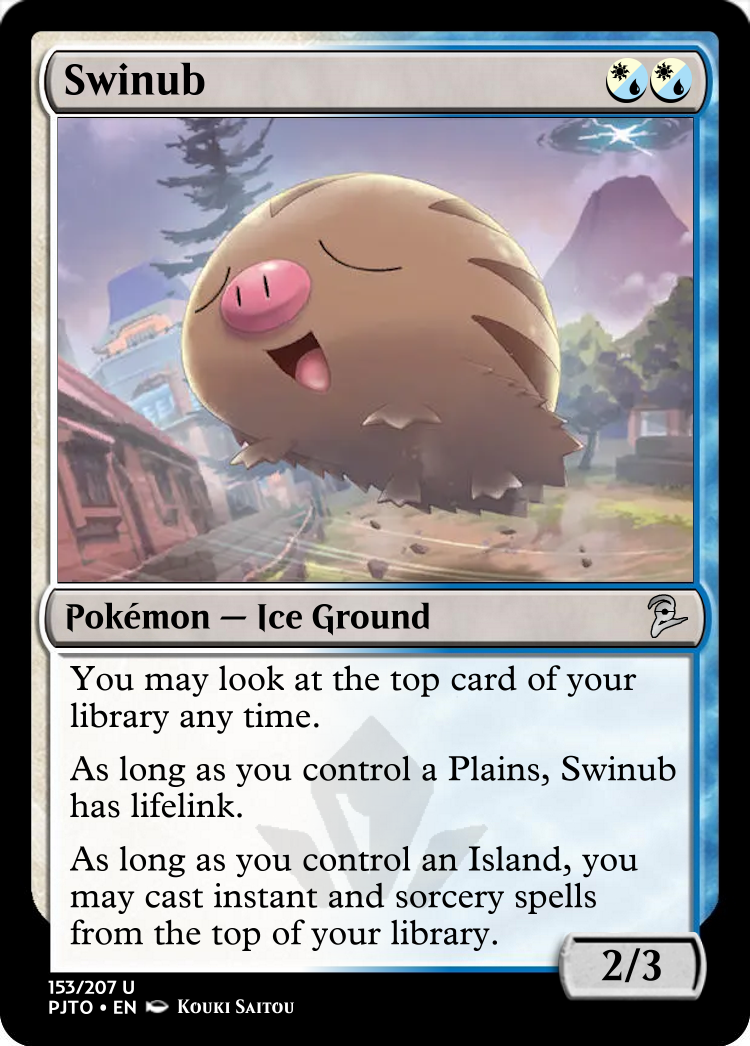 Swinub
Pokémon — Ice Ground
You may look at the top card of your
library any time.
As long as you control a Plains, Swinub
has lifelink.
As long as you control an Island, you
may cast instant and sorcery spells
from the top of your library.
2/3
153/207 U
PJTO • EN Kouki Saitou